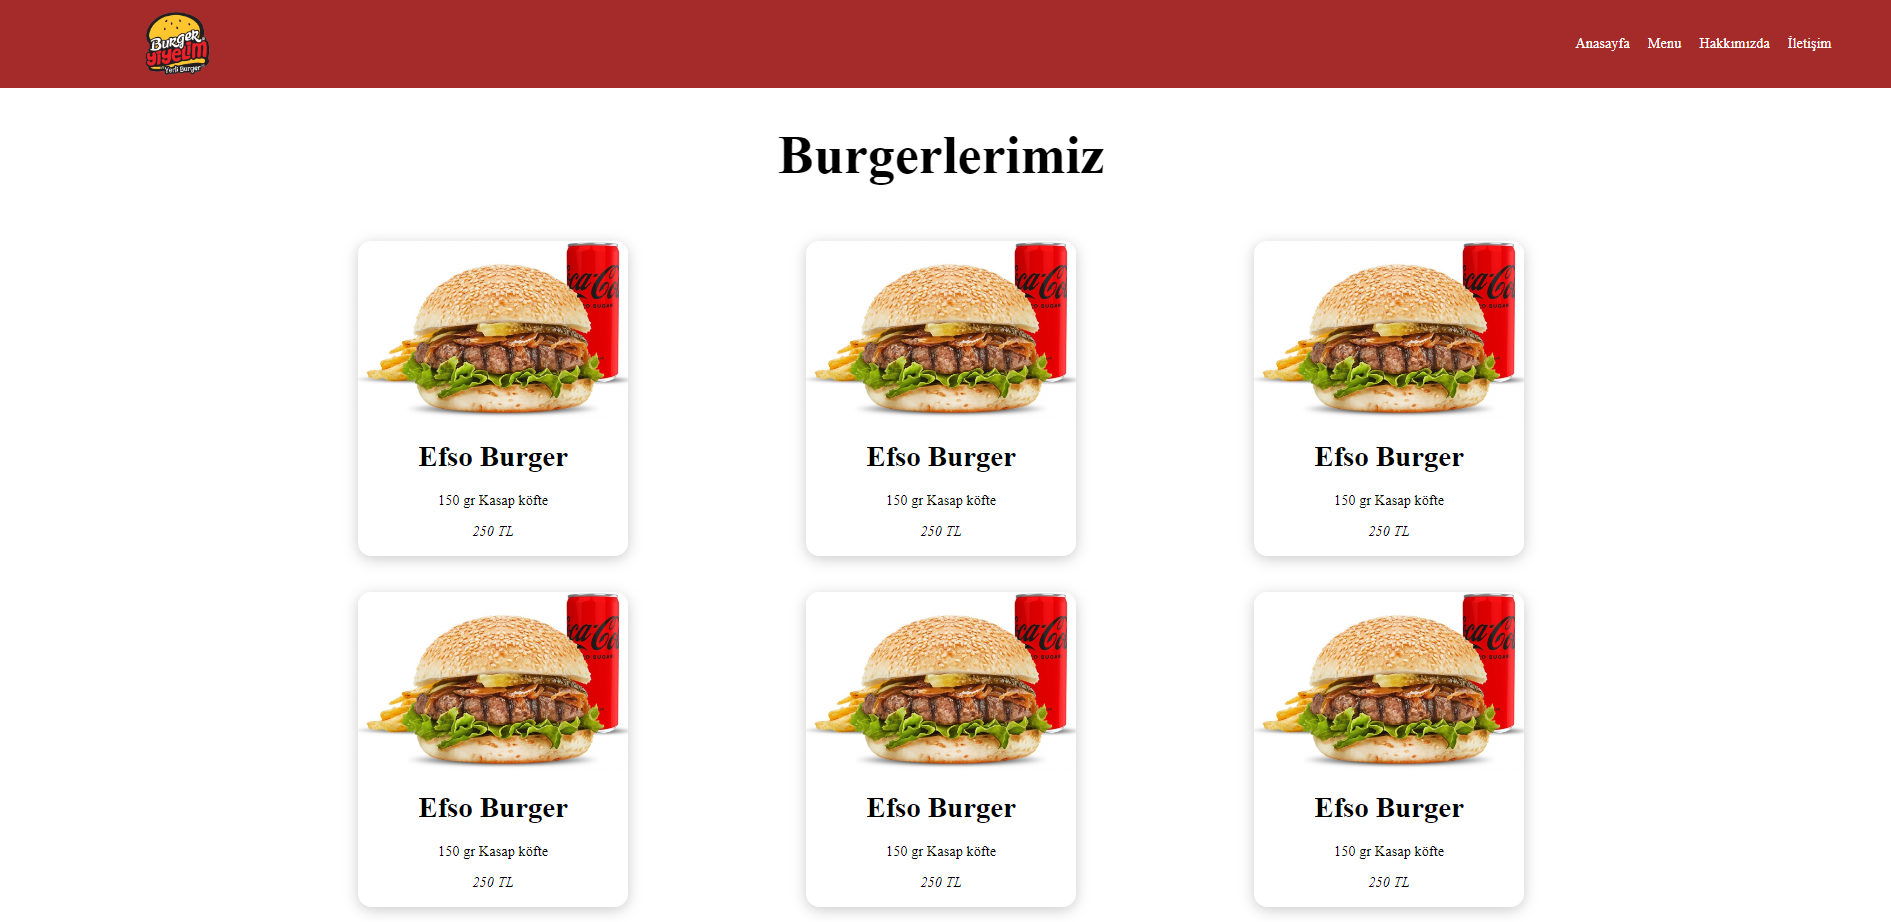 Burger
yiyelim
Yerli Burger
Anasayfa Menu Hakkımızda İletişim
Burgerlerimiz
Efso Burger
150 gr Kasap köfte
250 TL
Efso Burger
150 gr Kasap köfte
250 TL
Efso Burger
150 gr Kasap köfte
250 TL
Efso Burger
150 gr Kasap köfte
250 TL
Efso Burger
150 gr Kasap köfte
250 TL
Efso Burger
150 gr Kasap köfte
250 TL